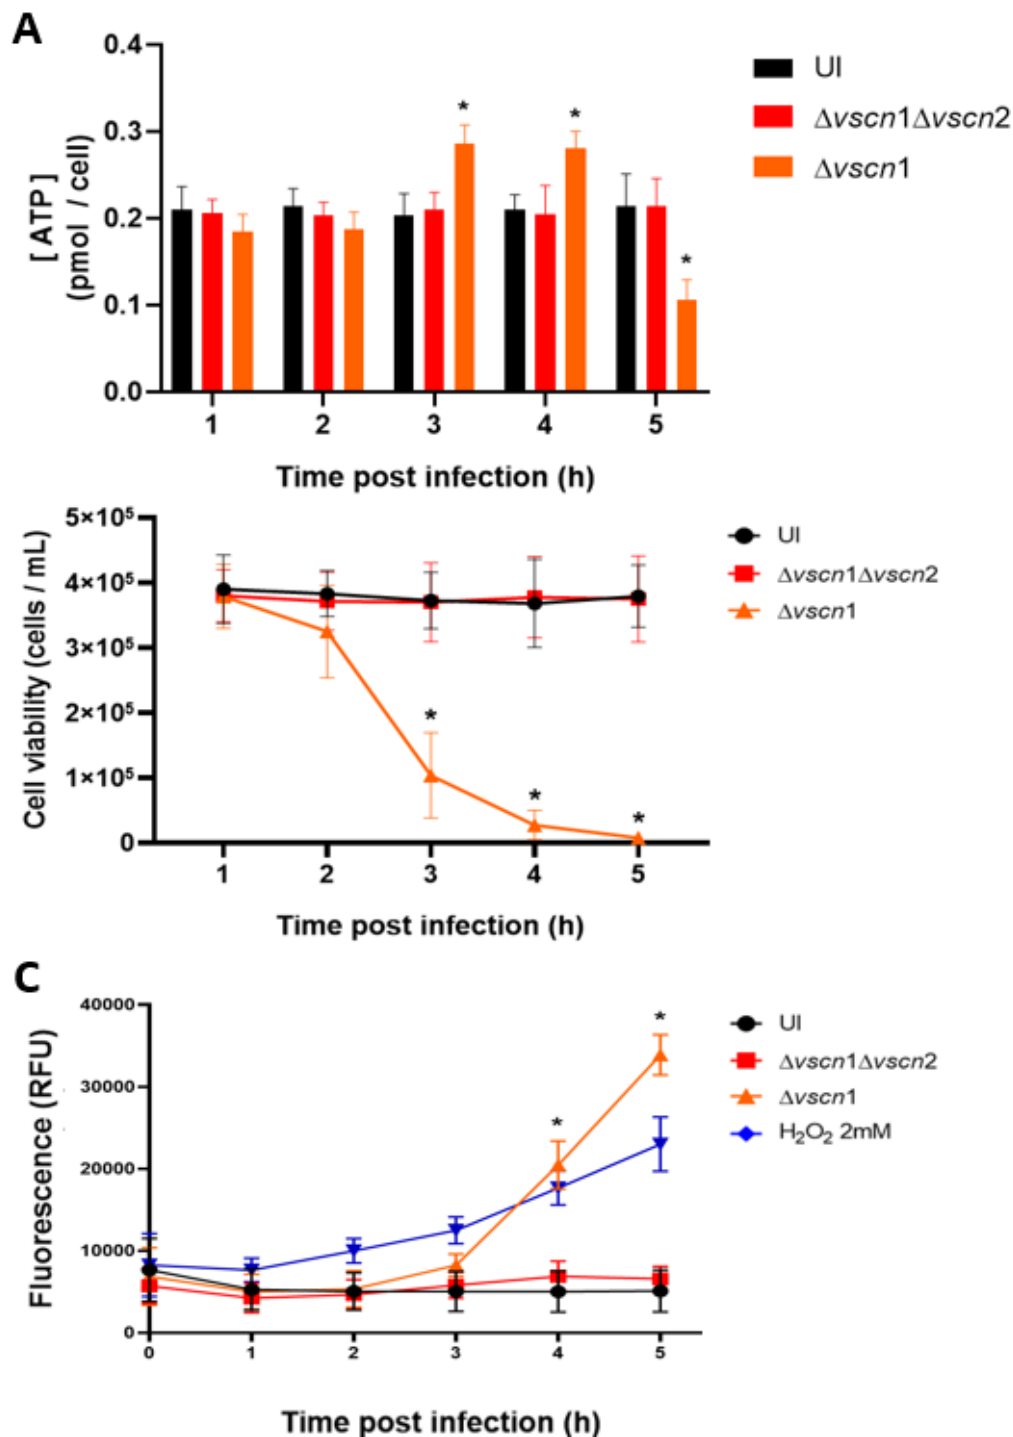 A
[ ATP ]
(pmol / cell)
0.4
0.3
0.2
0.1
0.0
* * *
1 2 3 4 5
Time post infection (h)
UI
Δvscn1Δvscn2
Δvscn1
Cell viability (cells / mL)
5×10⁵
4×10⁵
3×10⁵
2×10⁵
1×10⁵
0
* * *
1 2 3 4 5
Time post infection (h)
UI
Δvscn1Δvscn2
Δvscn1
C
Fluorescence (RFU)
40000
30000
20000
10000
0
* *
0 1 2 3 4 5
Time post infection (h)
UI
Δvscn1Δvscn2
Δvscn1
H₂O₂ 2mM